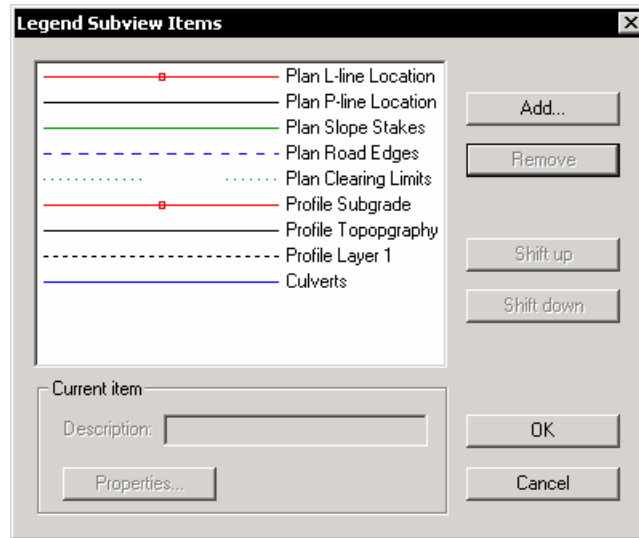 Legend Subview Items
Plan L-line Location
Plan P-line Location
Plan Slope Stakes
Plan Road Edges
Plan Clearing Limits
Profile Subgrade
Profile Topopgraphy
Profile Layer 1
Culverts
Add...
Remove
Shift up
Shift down
Current item
Description:
Properties...
OK
Cancel